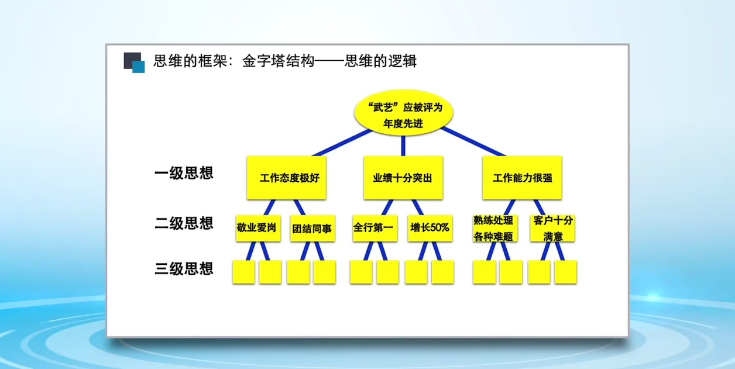 思维的框架：金字塔结构——思维的逻辑
“武艺”应被评为
年度先进
一级思想
工作态度极好
业绩十分突出
工作能力很强
二级思想
敬业爱岗
团结同事
全行第一
增长50%
熟练处理
各种难题
客户十分
满意
三级思想